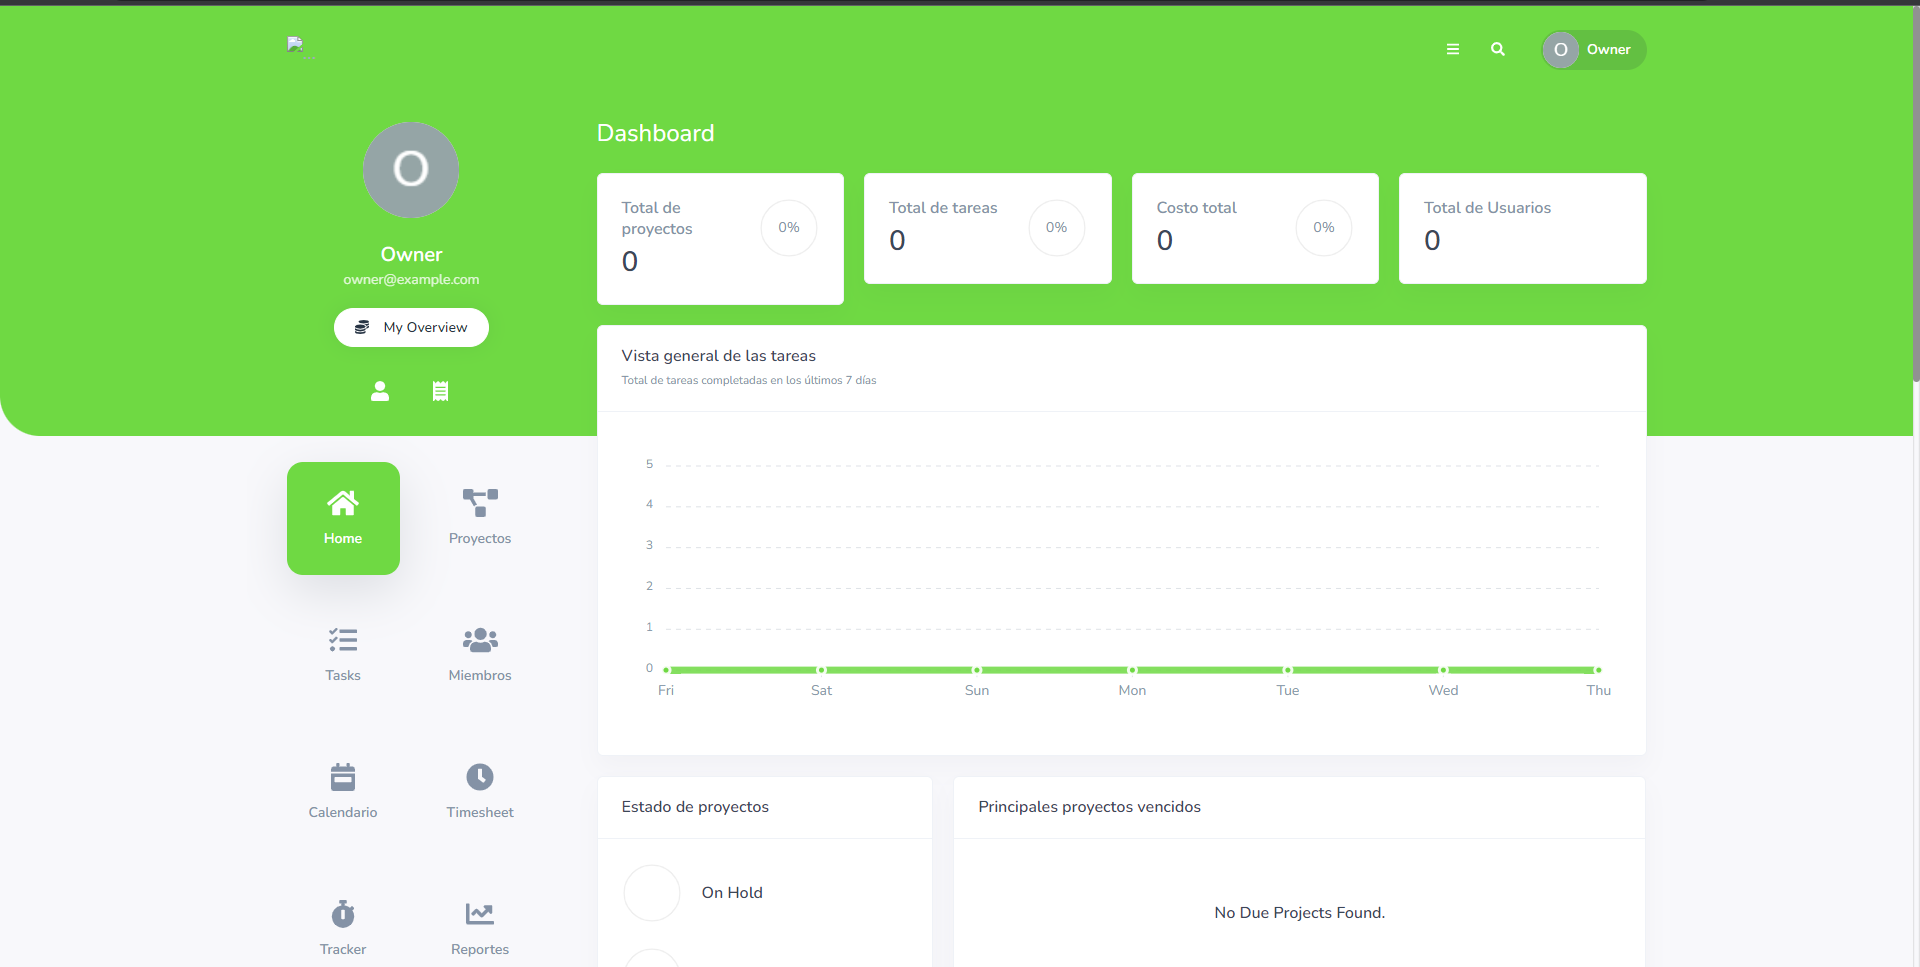 O Owner
O
Owner
owner@example.com
My Overview
Home
Proyectos
Tasks
Miembros
Calendario
Timesheet
Tracker
Reportes
Dashboard
Total de
proyectos
0
0%
Total de tareas
0
0%
Costo total
0
0%
Total de Usuarios
0
Vista general de las tareas
Total de tareas completadas en los últimos 7 días
5
4
3
2
1
0
Fri Sat Sun Mon Tue Wed Thu
Estado de proyectos
On Hold
Principales proyectos vencidos
No Due Projects Found.